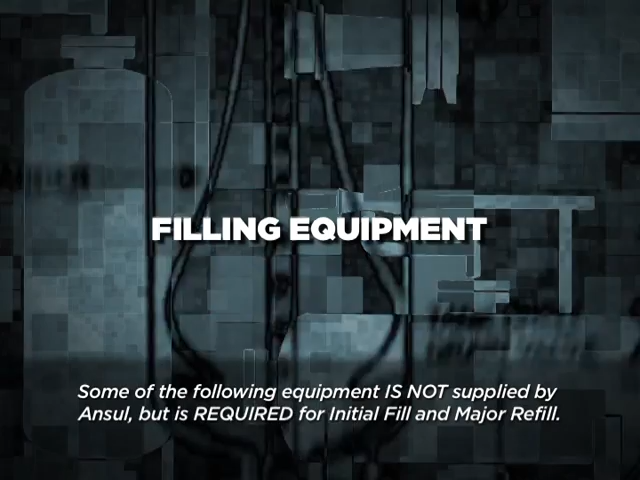 FILLING EQUIPMENT
Some of the following equipment IS NOT supplied by
Ansul, but is REQUIRED for Initial Fill and Major Refill.